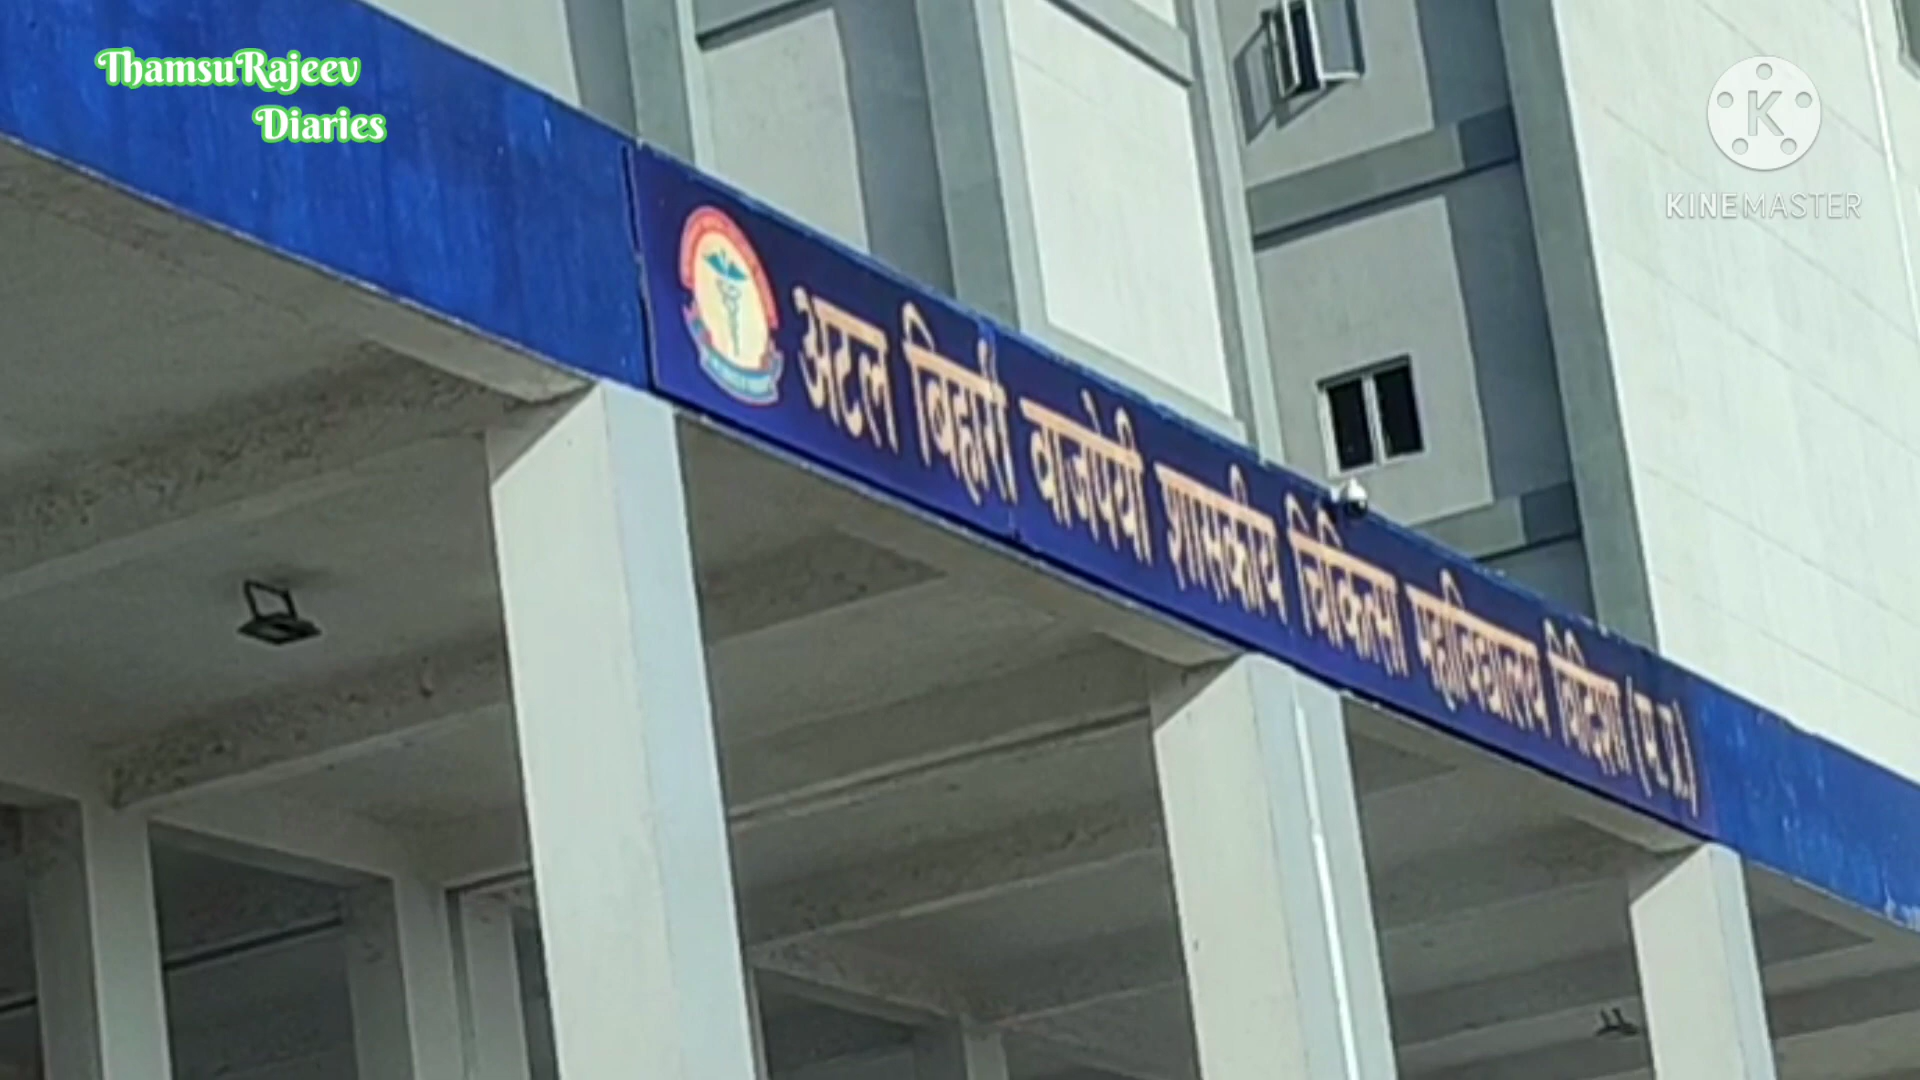 ThamsuRajeev
Diaries
K
KINEMASTER
अटल बिहारी वाजपेयी शासकीय चिकित्सा महाविद्यालय विदिशा (म.प्र.)